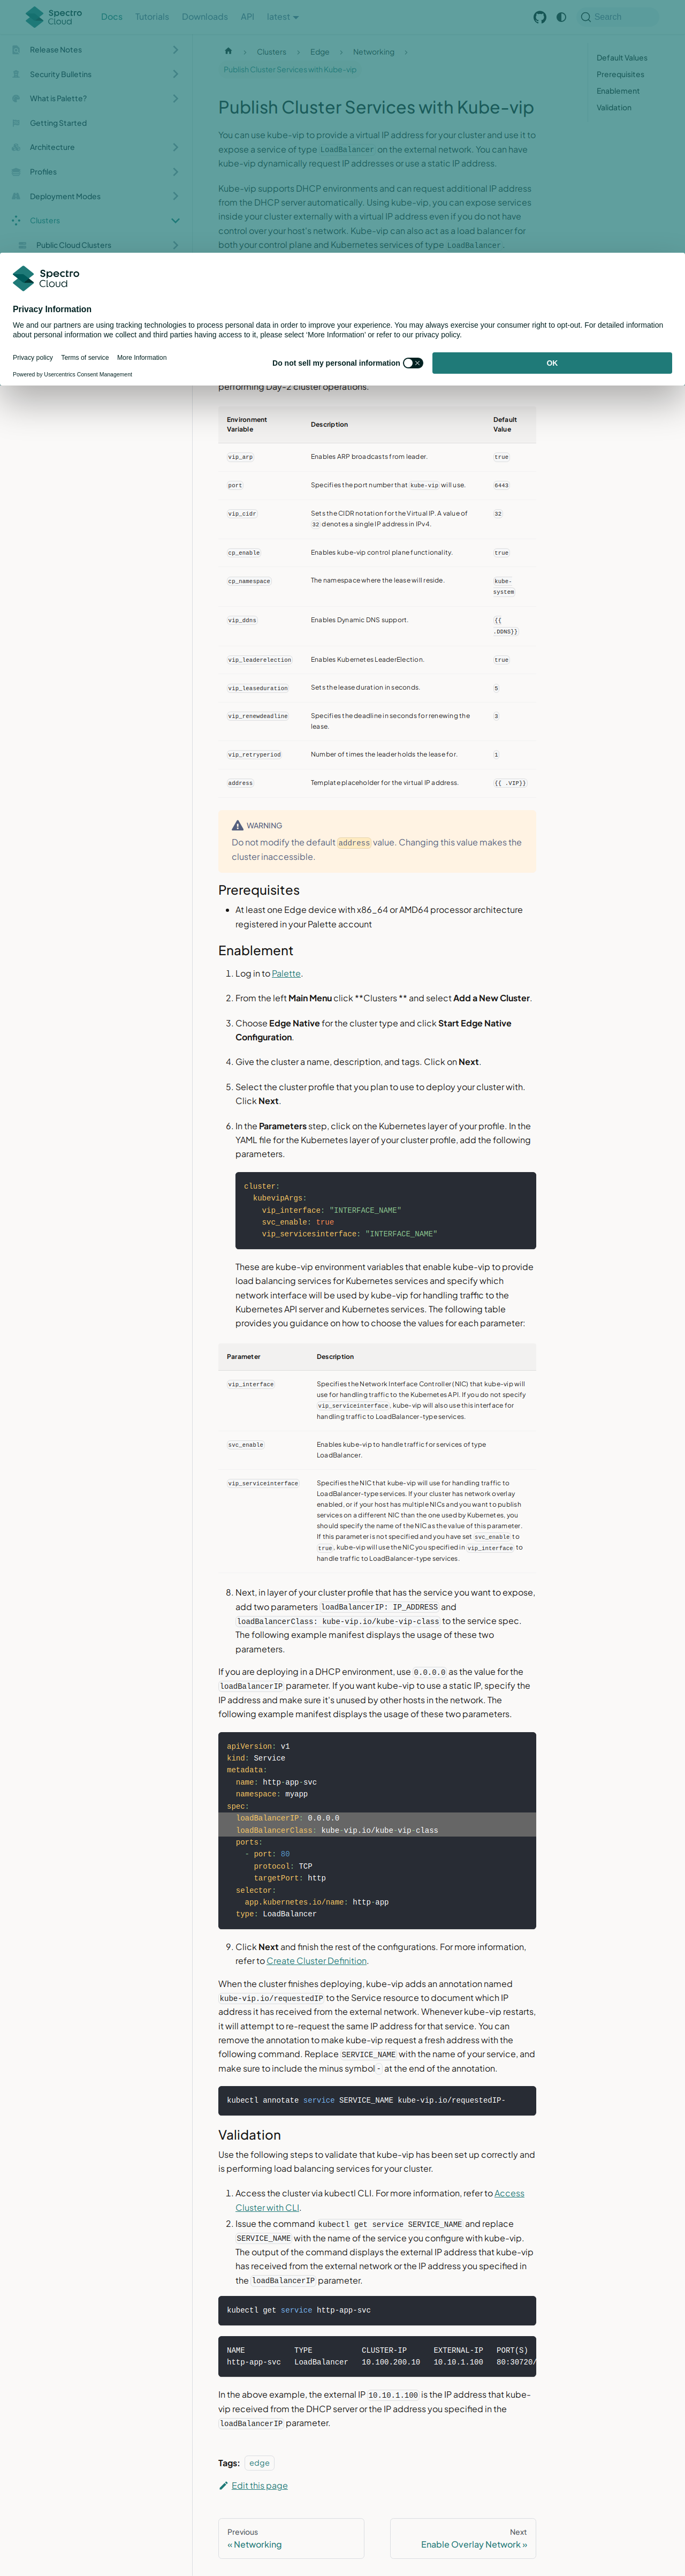 Spectro Cloud
Docs
Tutorials
Downloads
API
latest
Search
Release Notes
Security Bulletins
What is Palette?
Getting Started
Architecture
Profiles
Deployment Modes
Clusters
Public Cloud Clusters
Clusters
Edge
Networking
Publish Cluster Services with Kube-vip
Default Values
Prerequisites
Enablement
Validation
Publish Cluster Services with Kube-vip
You can use kube-vip to provide a virtual IP address for your cluster and use it to
expose a service of type LoadBalancer on the external network. You can have
kube-vip dynamically request IP addresses or use a static IP address.
Kube-vip supports DHCP environments and can request additional IP address
from the DHCP server automatically. Using kube-vip, you can expose services
inside your cluster externally with a virtual IP address even if you do not have
control over your host's network. Kube-vip can also act as a load balancer for
both your control plane and Kubernetes services of type LoadBalancer.
Spectro Cloud
Privacy Information
We and our partners are using tracking technologies to process personal data in order to improve your experience. You may always exercise your consumer right to opt-out. For detailed information
about personal information we collect and third parties having access to it, please select 'More Information' or refer to our privacy policy.
Privacy policy
Terms of service
More Information
Powered by Usercentrics Consent Management
Do not sell my personal information
OK
performing Day-2 cluster operations.
Environment Variable
Description
Default Value
vip_arp
Enables ARP broadcasts from leader.
true
port
Specifies the port number that kube-vip will use.
6443
vip_cidr
Sets the CIDR notation for the Virtual IP. A value of
32 denotes a single IP address in IPv4.
32
cp_enable
Enables kube-vip control plane functionality.
true
cp_namespace
The namespace where the lease will reside.
kube-
system
vip_ddns
Enables Dynamic DNS support.
{{
.DDNS}}
vip_leaderelection
Enables Kubernetes LeaderElection.
true
vip_leaseduration
Sets the lease duration in seconds.
5
vip_renewdeadline
Specifies the deadline in seconds for renewing the
lease.
3
vip_retryperiod
Number of times the leader holds the lease for.
1
address
Template placeholder for the virtual IP address.
{{ .VIP}}
WARNING
Do not modify the default address value. Changing this value makes the
cluster inaccessible.
Prerequisites
At least one Edge device with x86_64 or AMD64 processor architecture
registered in your Palette account
Enablement
1. Log in to Palette.
2. From the left Main Menu click **Clusters ** and select Add a New Cluster.
3. Choose Edge Native for the cluster type and click Start Edge Native
Configuration.
4. Give the cluster a name, description, and tags. Click on Next.
5. Select the cluster profile that you plan to use to deploy your cluster with.
Click Next.
6. In the Parameters step, click on the Kubernetes layer of your profile. In the
YAML file for the Kubernetes layer of your cluster profile, add the following
parameters.
cluster:
kubevipArgs:
vip_interface: "INTERFACE_NAME"
svc_enable: true
vip_servicesinterface: "INTERFACE_NAME"
These are kube-vip environment variables that enable kube-vip to provide
load balancing services for Kubernetes services and specify which
network interface will be used by kube-vip for handling traffic to the
Kubernetes API server and Kubernetes services. The following table
provides you guidance on how to choose the values for each parameter:
Parameter
Description
vip_interface
Specifies the Network Interface Controller (NIC) that kube-vip will
use for handling traffic to the Kubernetes API. If you do not specify
vip_serviceinterface, kube-vip will also use this interface for
handling traffic to LoadBalancer-type services.
svc_enable
Enables kube-vip to handle traffic for services of type
LoadBalancer.
vip_serviceinterface
Specifies the NIC that kube-vip will use for handling traffic to
LoadBalancer-type services. If your cluster has network overlay
enabled, or if your host has multiple NICs and you want to publish
services on a different NIC than the one used by Kubernetes, you
should specify the name of the NIC as the value of this parameter.
If this parameter is not specified and you have set svc_enable to
true, kube-vip will use the NIC you specified in vip_interface to
handle traffic to LoadBalancer-type services.
8. Next, in layer of your cluster profile that has the service you want to expose,
add two parameters loadBalancerIP: IP_ADDRESS and
loadBalancerClass: kube-vip.io/kube-vip-class to the service spec.
The following example manifest displays the usage of these two
parameters.
If you are deploying in a DHCP environment, use 0.0.0.0 as the value for the
loadBalancerIP parameter. If you want kube-vip to use a static IP, specify the
IP address and make sure it's unused by other hosts in the network. The
following example manifest displays the usage of these two parameters.
apiVersion: v1
kind: Service
metadata:
name: http-app-svc
namespace: myapp
spec:
loadBalancerIP: 0.0.0.0
loadBalancerClass: kube-vip.io/kube-vip-class
ports:
- port: 80
protocol: TCP
targetPort: http
selector:
app.kubernetes.io/name: http-app
type: LoadBalancer
9. Click Next and finish the rest of the configurations. For more information,
refer to Create Cluster Definition.
When the cluster finishes deploying, kube-vip adds an annotation named
kube-vip.io/requestedIP to the Service resource to document which IP
address it has received from the external network. Whenever kube-vip restarts,
it will attempt to re-request the same IP address for that service. You can
remove the annotation to make kube-vip request a fresh address with the
following command. Replace SERVICE_NAME with the name of your service, and
make sure to include the minus symbol - at the end of the annotation.
kubectl annotate service SERVICE_NAME kube-vip.io/requestedIP-
Validation
Use the following steps to validate that kube-vip has been set up correctly and
is performing load balancing services for your cluster.
1. Access the cluster via kubectl CLI. For more information, refer to Access
Cluster with CLI.
2. Issue the command kubectl get service SERVICE_NAME and replace
SERVICE_NAME with the name of the service you configure with kube-vip.
The output of the command displays the external IP address that kube-vip
has received from the external network or the IP address you specified in
the loadBalancerIP parameter.
kubectl get service http-app-svc
NAME TYPE CLUSTER-IP EXTERNAL-IP PORT(S)
http-app-svc LoadBalancer 10.100.200.10 10.10.1.100 80:30720/
In the above example, the external IP 10.10.1.100 is the IP address that kube-
vip received from the DHCP server or the IP address you specified in the
loadBalancerIP parameter.
Tags: edge
Edit this page
Previous
« Networking
Next
Enable Overlay Network »